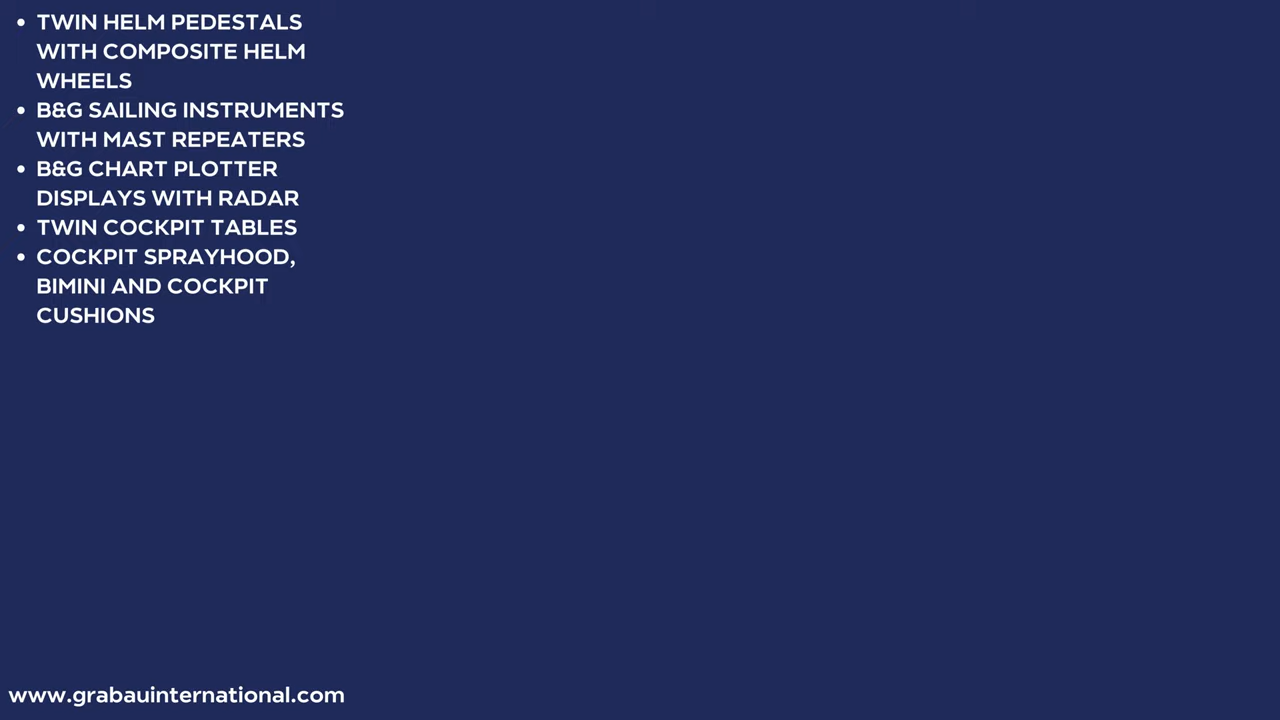 • TWIN HELM PEDESTALS
WITH COMPOSITE HELM
WHEELS
• B&G SAILING INSTRUMENTS
WITH MAST REPEATERS
• B&G CHART PLOTTER
DISPLAYS WITH RADAR
• TWIN COCKPIT TABLES
• COCKPIT SPRAYHOOD,
BIMINI AND COCKPIT
CUSHIONS
www.grabauinternational.com